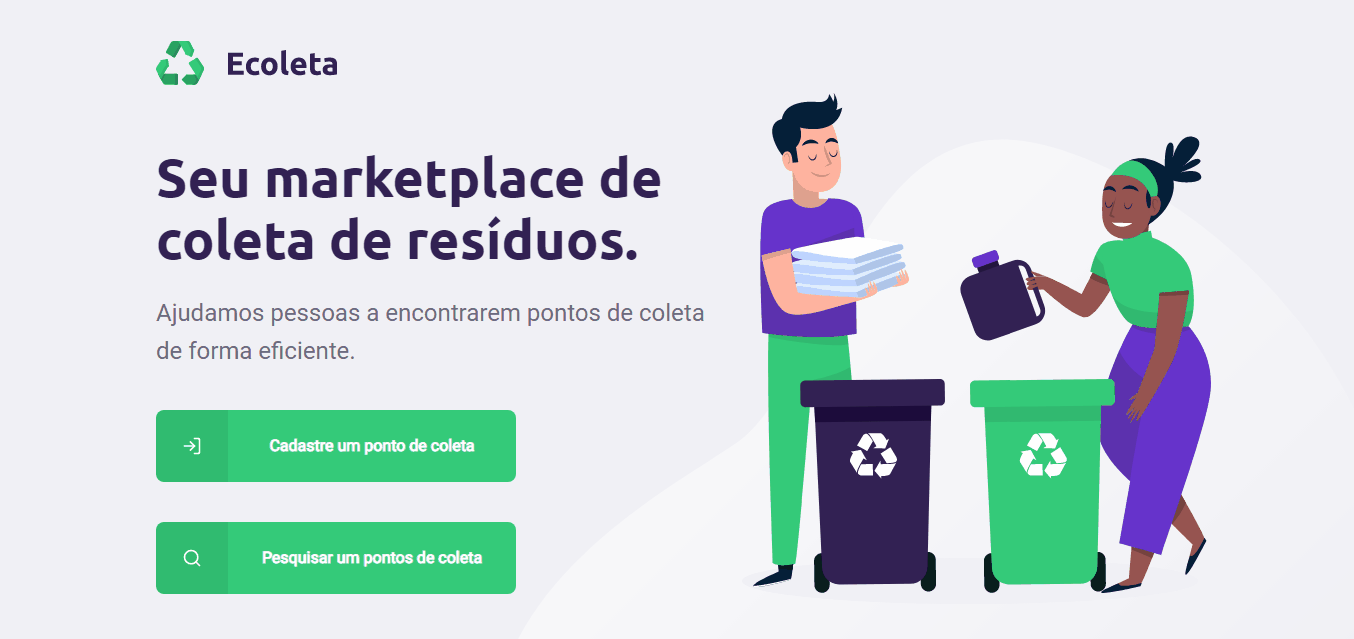 Ecoleta
Seu marketplace de
coleta de resíduos.
Ajudamos pessoas a encontrarem pontos de coleta
de forma eficiente.
Cadastre um ponto de coleta
Pesquisar um pontos de coleta